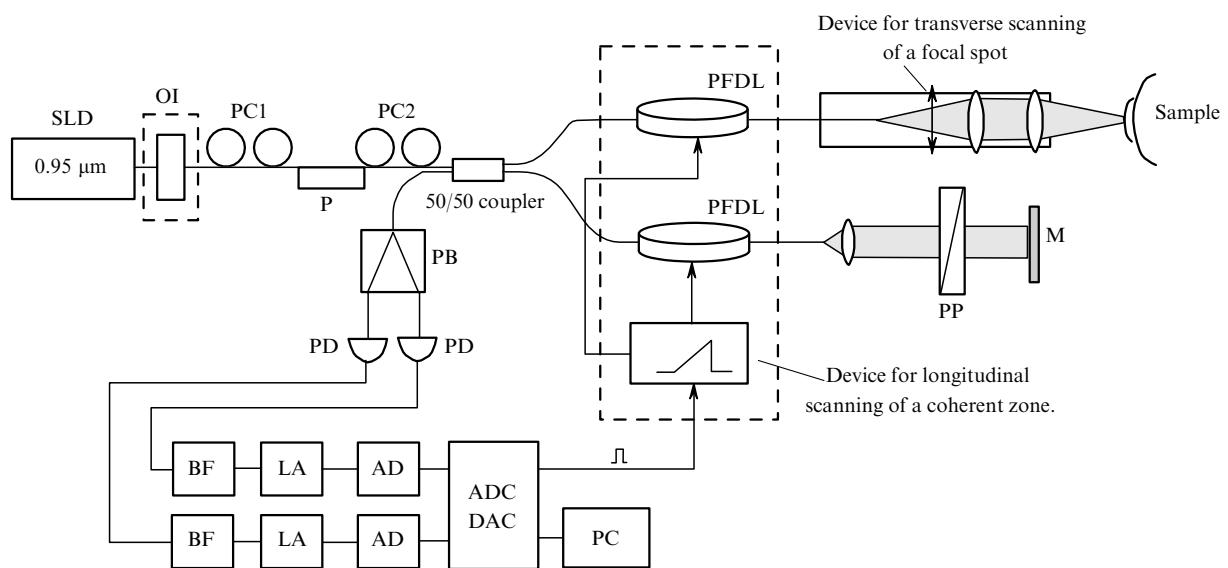 Device for transverse scanning
of a focal spot
PFDL
OI
PC1
PC2
SLD
Sample
0.95 μm
P
50/50 coupler
PFDL
M
PB
PP
PD
PD
Device for longitudinal
scanning of a coherent zone.
BF
LA
AD
ADC
DAC
BF
LA
AD
PC